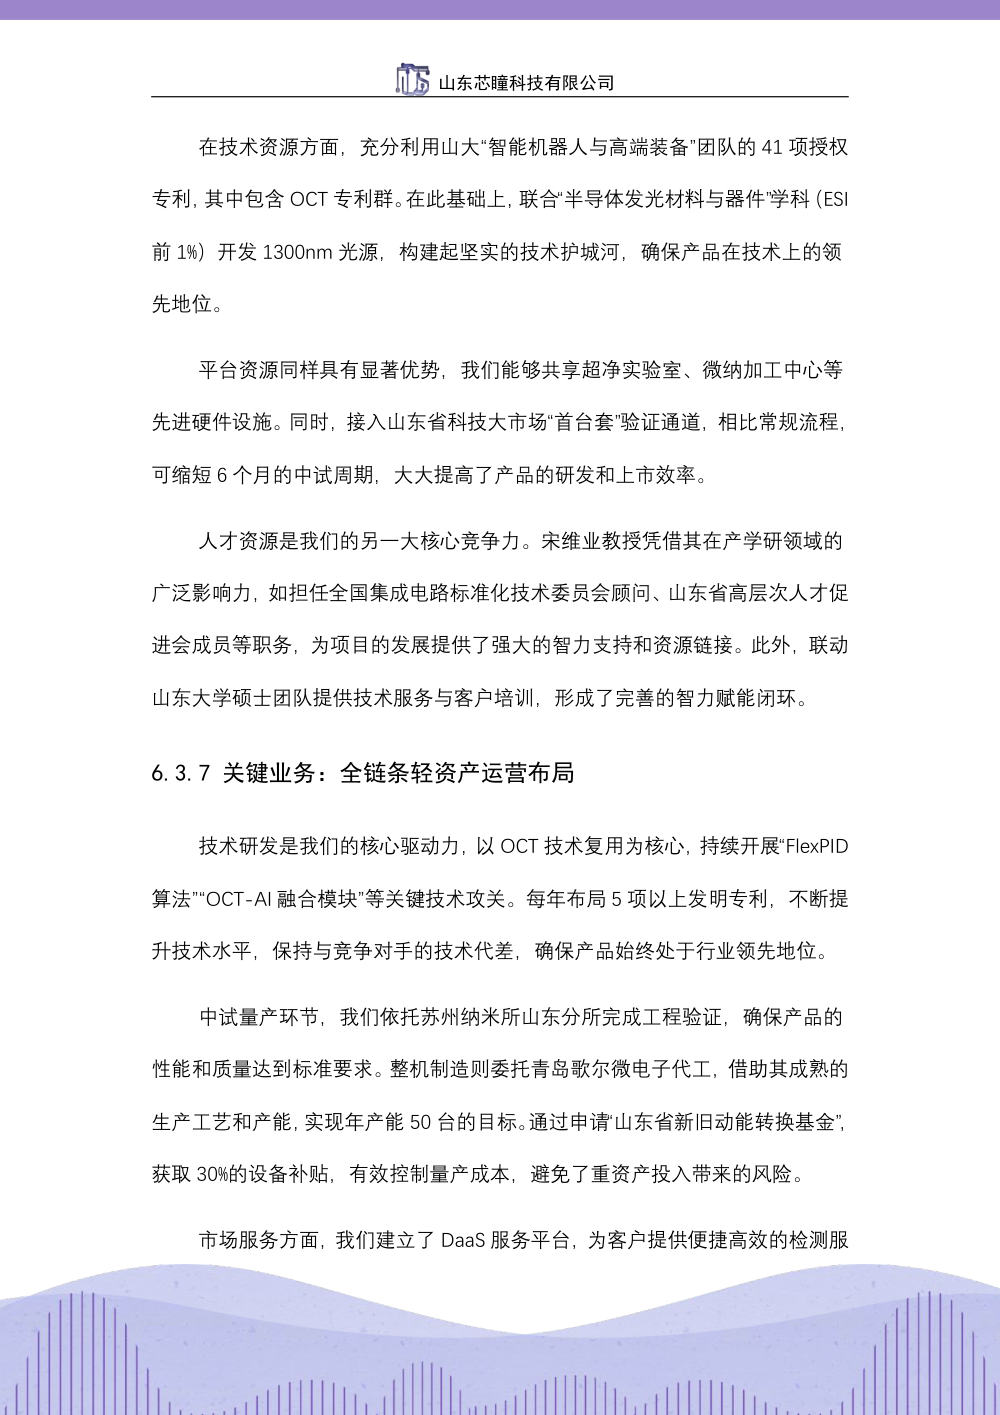 山东芯瞳科技有限公司
在技术资源方面，充分利用山大“智能机器人与高端装备”团队的 41 项授权
专利，其中包含 OCT 专利群。在此基础上，联合“半导体发光材料与器件”学科（ESI
前 1%）开发 1300nm 光源，构建起坚实的技术护城河，确保产品在技术上的领
先地位。
平台资源同样具有显著优势，我们能够共享超净实验室、微纳加工中心等
先进硬件设施。同时，接入山东省科技大市场“首台套”验证通道，相比常规流程，
可缩短 6 个月的中试周期，大大提高了产品的研发和上市效率。
人才资源是我们的另一大核心竞争力。宋维业教授凭借其在产学研领域的
广泛影响力，如担任全国集成电路标准化技术委员会顾问、山东省高层次人才促
进会成员等职务，为项目的发展提供了强大的智力支持和资源链接。此外，联动
山东大学硕士团队提供技术服务与客户培训，形成了完善的智力赋能闭环。
6.3.7 关键业务：全链条轻资产运营布局
技术研发是我们的核心驱动力，以 OCT 技术复用为核心，持续开展“FlexPID
算法”“OCT-AI 融合模块”等关键技术攻关。每年布局 5 项以上发明专利，不断提
升技术水平，保持与竞争对手的技术代差，确保产品始终处于行业领先地位。
中试量产环节，我们依托苏州纳米所山东分所完成工程验证，确保产品的
性能和质量达到标准要求。整机制造则委托青岛歌尔微电子代工，借助其成熟的
生产工艺和产能，实现年产能 50 台的目标。通过申请“山东省新旧动能转换基金”，
获取 30%的设备补贴，有效控制量产成本，避免了重资产投入带来的风险。
市场服务方面，我们建立了 DaaS 服务平台，为客户提供便捷高效的检测服